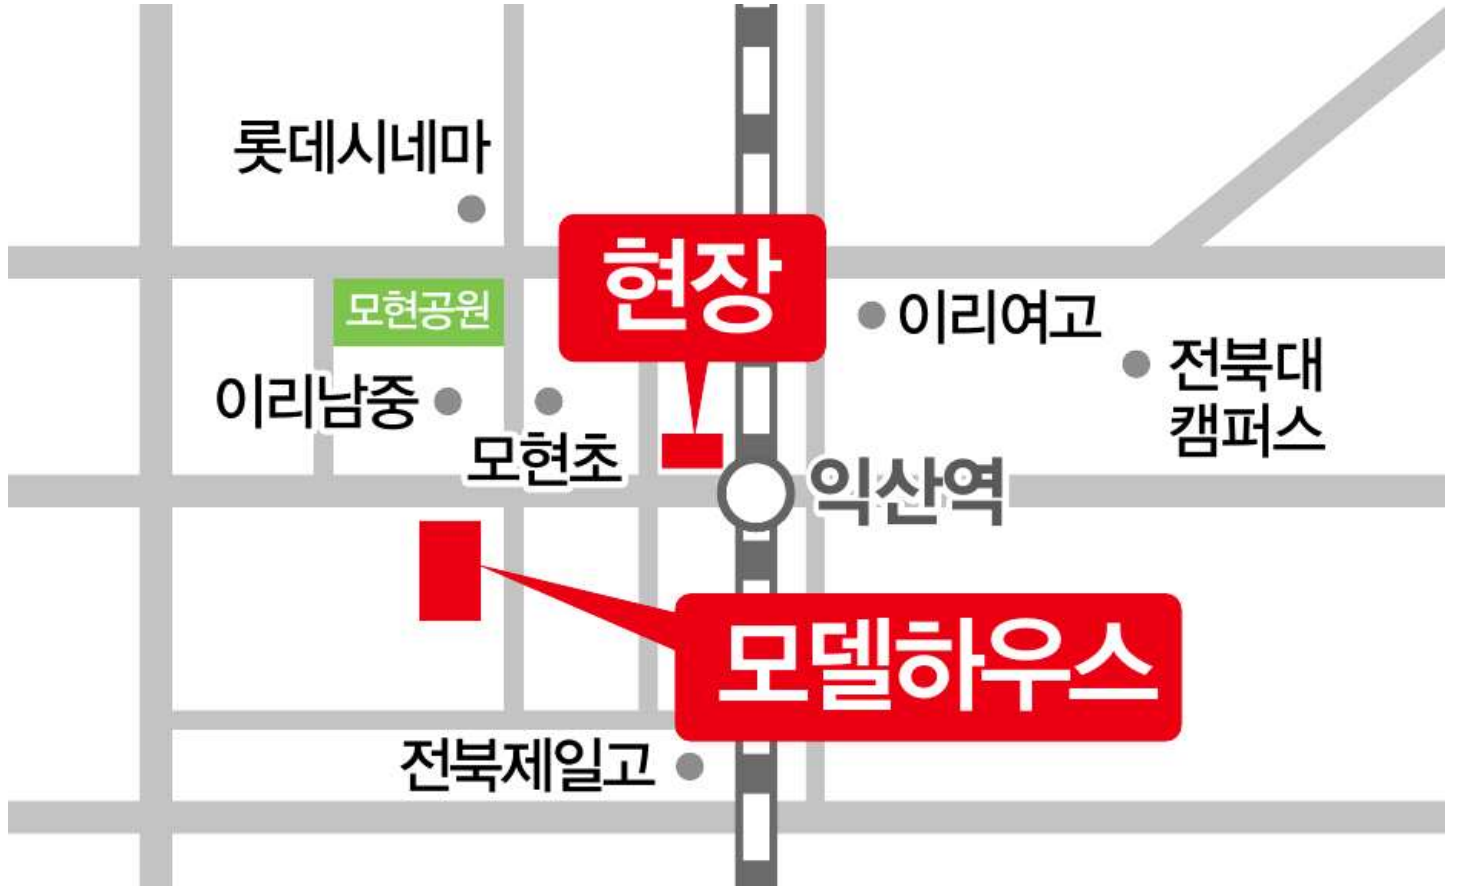 롯데시네마
현장
모현공원
이리여고
전북대
캠퍼스
이리남중
모현초
익산역
모델하우스
전북제일고